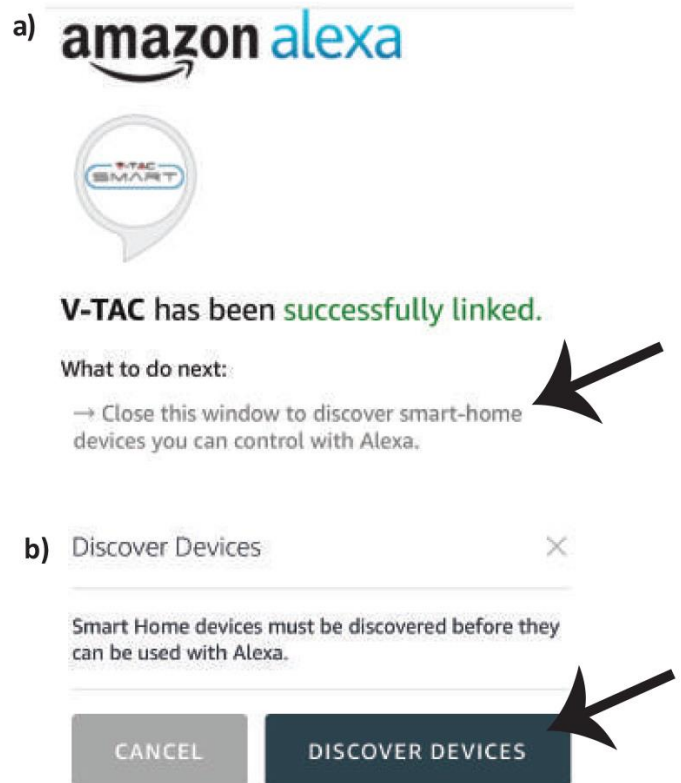 a) amazon alexa
V-TAC
SMART
V-TAC has been successfully linked.
What to do next:
→ Close this window to discover smart-home
devices you can control with Alexa.
b) Discover Devices ×
Smart Home devices must be discovered before they
can be used with Alexa.
CANCEL DISCOVER DEVICES